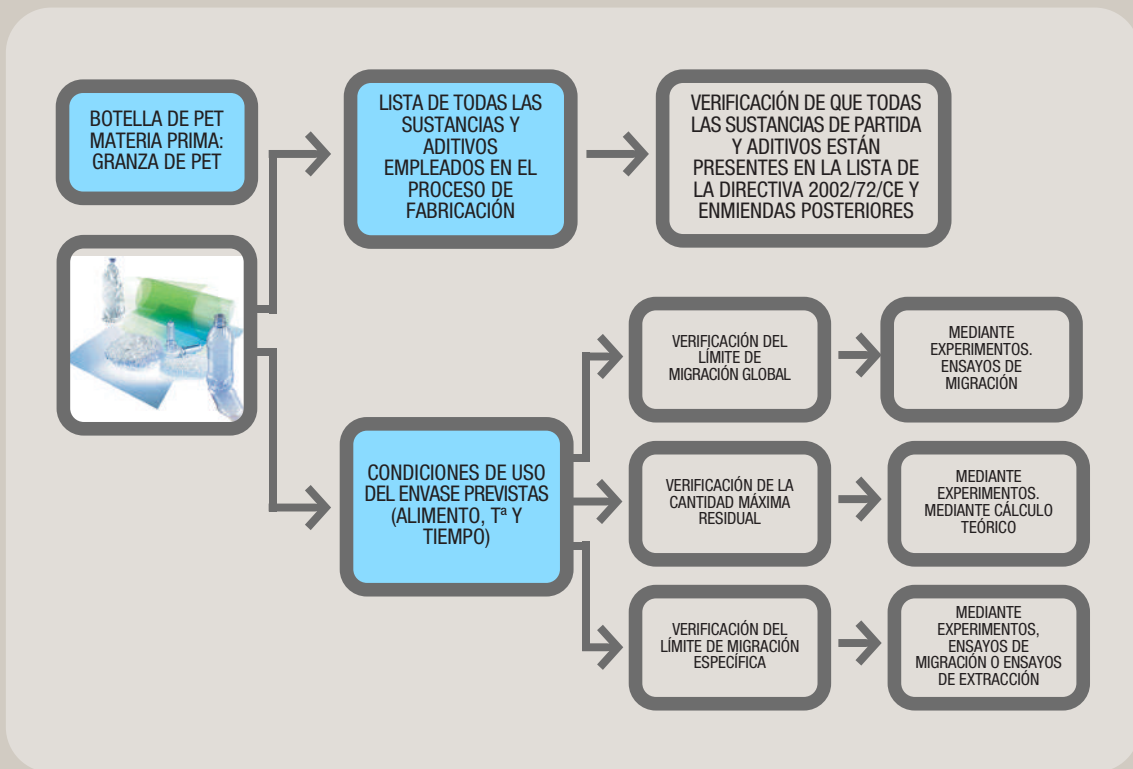 BOTELLA DE PET
MATERIA PRIMA:
GRANZA DE PET
LISTA DE TODAS LAS
SUSTANCIAS Y
ADITIVOS
EMPLEADOS EN EL
PROCESO DE
FABRICACIÓN
VERIFICACIÓN DE QUE TODAS
LAS SUSTANCIAS DE PARTIDA
Y ADITIVOS ESTÁN
PRESENTES EN LA LISTA DE
LA DIRECTIVA 2002/72/CE Y
ENMIENDAS POSTERIORES
CONDICIONES DE USO
DEL ENVASE PREVISTAS
(ALIMENTO, Tª Y
TIEMPO)
VERIFICACIÓN DEL
LÍMITE DE
MIGRACIÓN GLOBAL
MEDIANTE
EXPERIMENTOS.
ENSAYOS DE
MIGRACIÓN
VERIFICACIÓN DE LA
CANTIDAD MÁXIMA
RESIDUAL
MEDIANTE
EXPERIMENTOS.
MEDIANTE CÁLCULO
TEÓRICO
VERIFICACIÓN DEL
LÍMITE DE MIGRACIÓN
ESPECÍFICA
MEDIANTE
EXPERIMENTOS,
ENSAYOS DE
MIGRACIÓN O ENSAYOS
DE EXTRACCIÓN